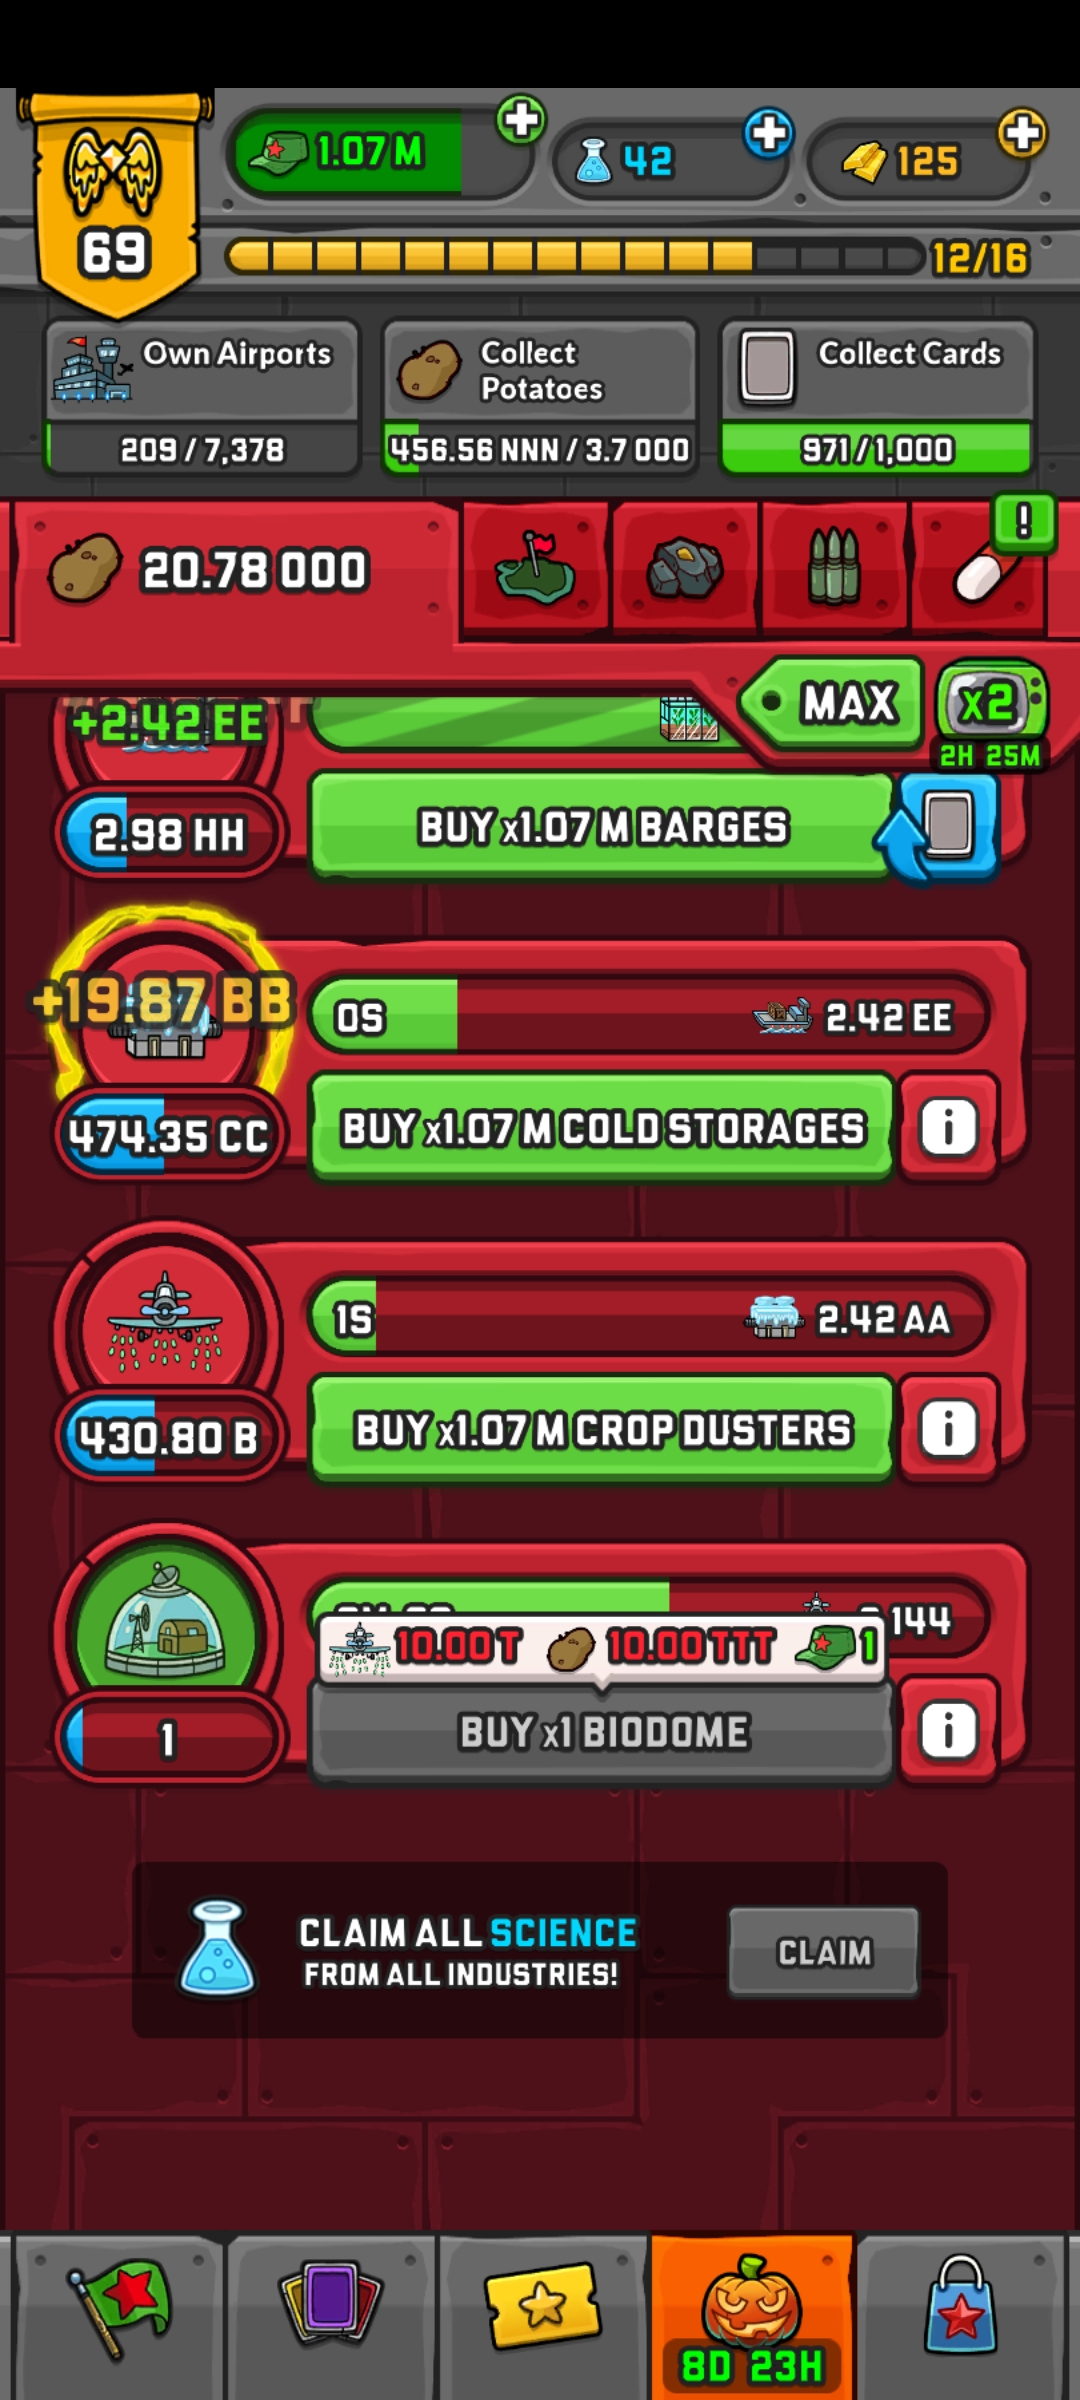 69
1.07 M
42
125
12/16
Own Airports
209 / 7,378
Collect
Potatoes
456.56 NNN / 3.7 OOO
Collect Cards
971 / 1,000
20.78 OOO
!
MAX
x2
2H 25M
+2.42 EE
2.98 HH
BUY x1.07 M BARGES
+19.87 BB
0S
2.42 EE
474.35 CC
BUY x1.07 M COLD STORAGES
i
1S
2.42 AA
430.80 B
BUY x1.07 M CROP DUSTERS
i
144
10.00 T
10.00 TTT
1
1
BUY x1 BIODOME
i
CLAIM ALL SCIENCE
FROM ALL INDUSTRIES!
CLAIM
8D 23H